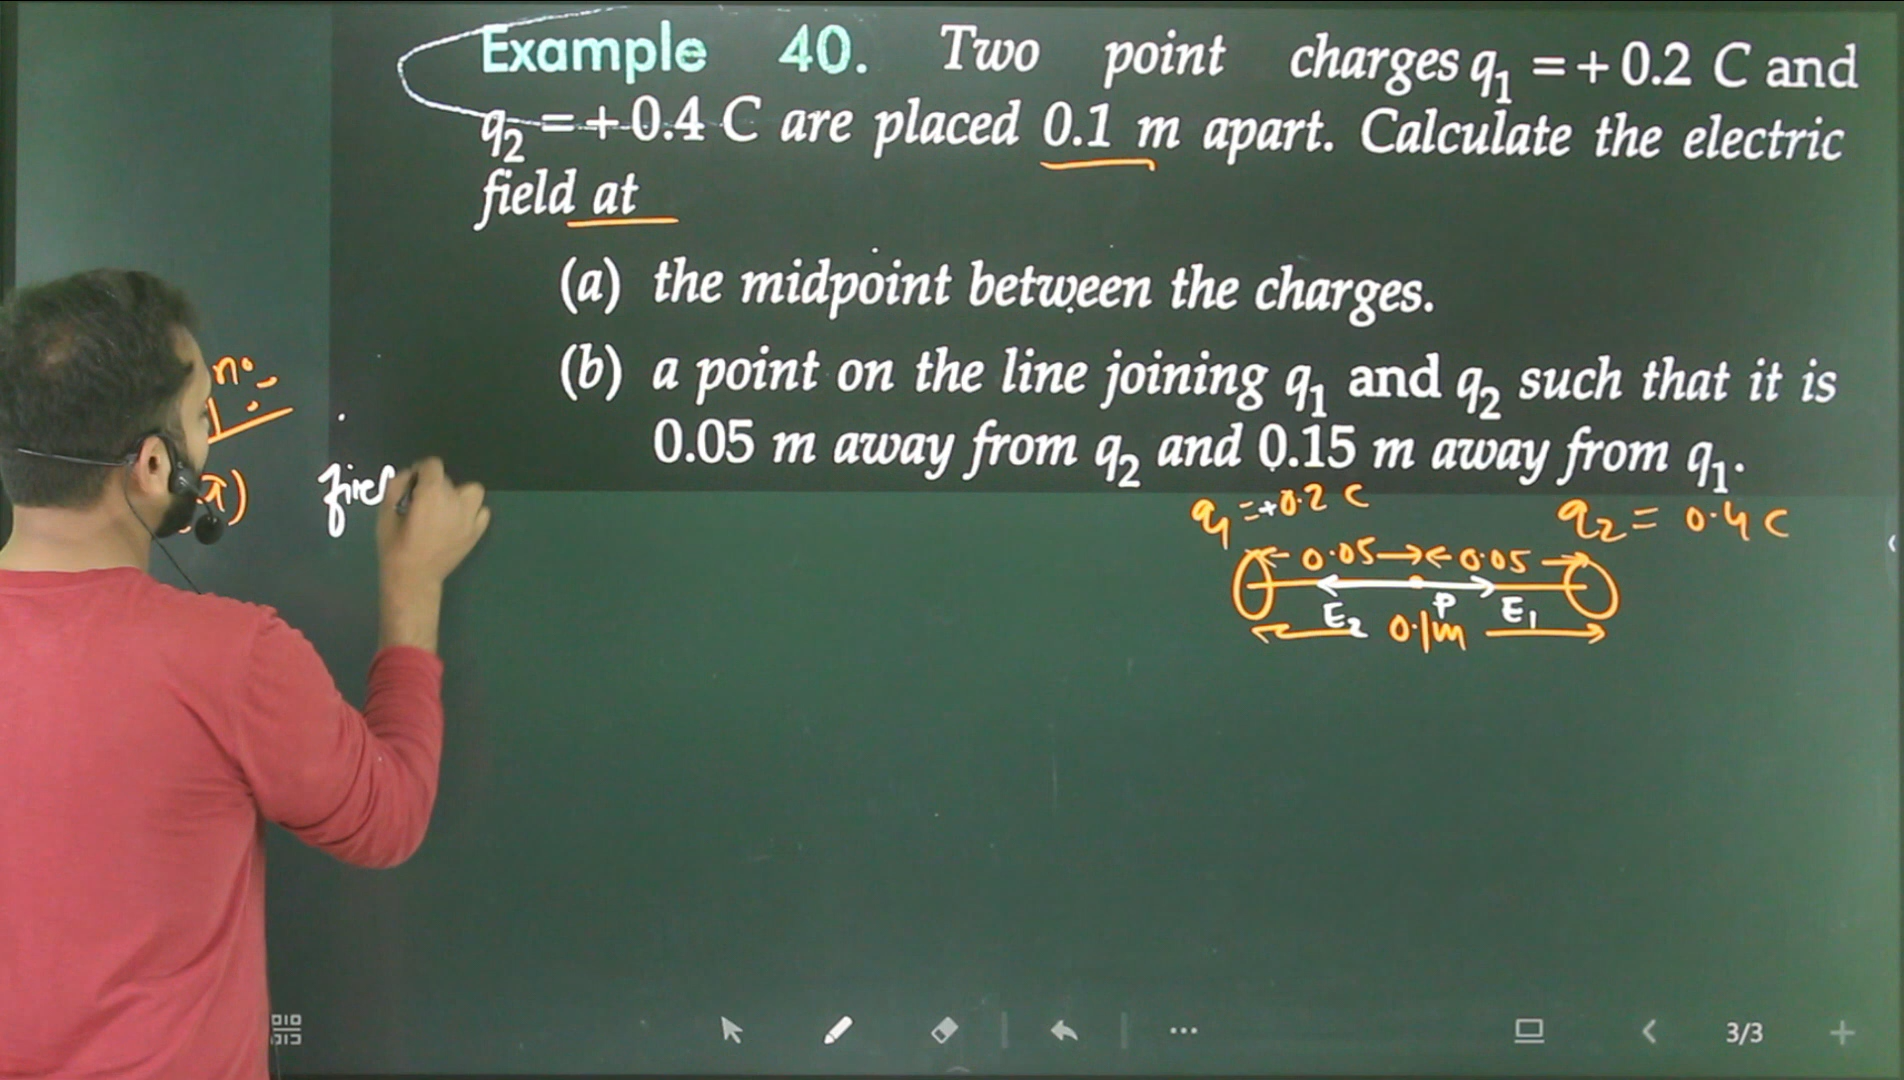 Example 40. Two point charges q₁ = + 0.2 C and
q₂ = + 0.4 C are placed 0.1 m apart. Calculate the electric
field at
(a) the midpoint between the charges.
(b) a point on the line joining q₁ and q₂ such that it is
0.05 m away from q₂ and 0.15 m away from q₁.
q₁ = +0.2 C
q₂ = 0.4 C
0.05
0.05
E₂
P
E₁
0.1m
3/3